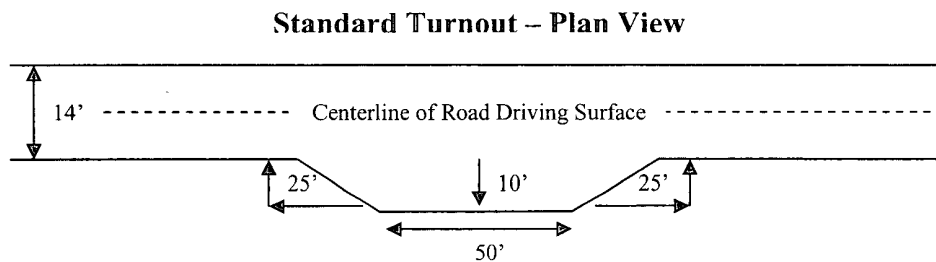 Standard Turnout – Plan View
14’
Centerline of Road Driving Surface
25’
10’
25’
50’